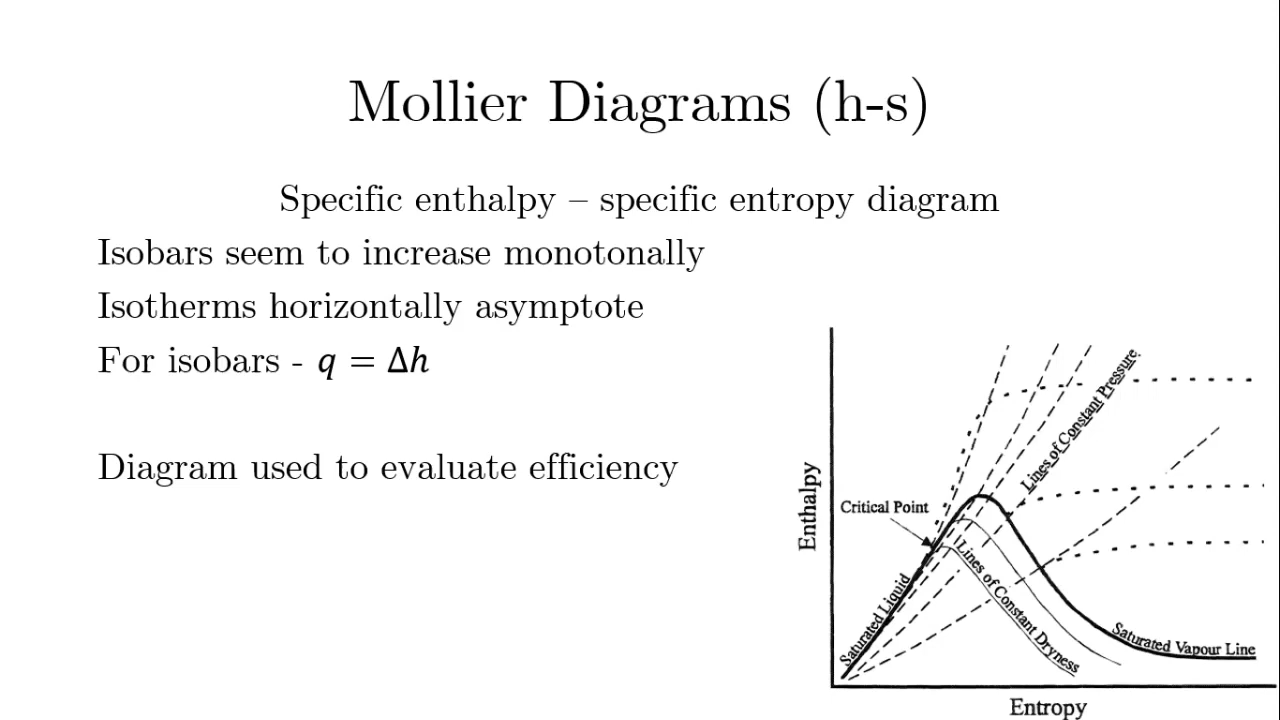 Mollier Diagrams (h-s)
Specific enthalpy – specific entropy diagram
Isobars seem to increase monotonally
Isotherms horizontally asymptote
For isobars - q = Δh
Diagram used to evaluate efficiency
Enthalpy
Critical Point
Lines of Constant Pressure
Saturated Liquid
Lines of Constant Dryness
Saturated Vapour Line
Entropy